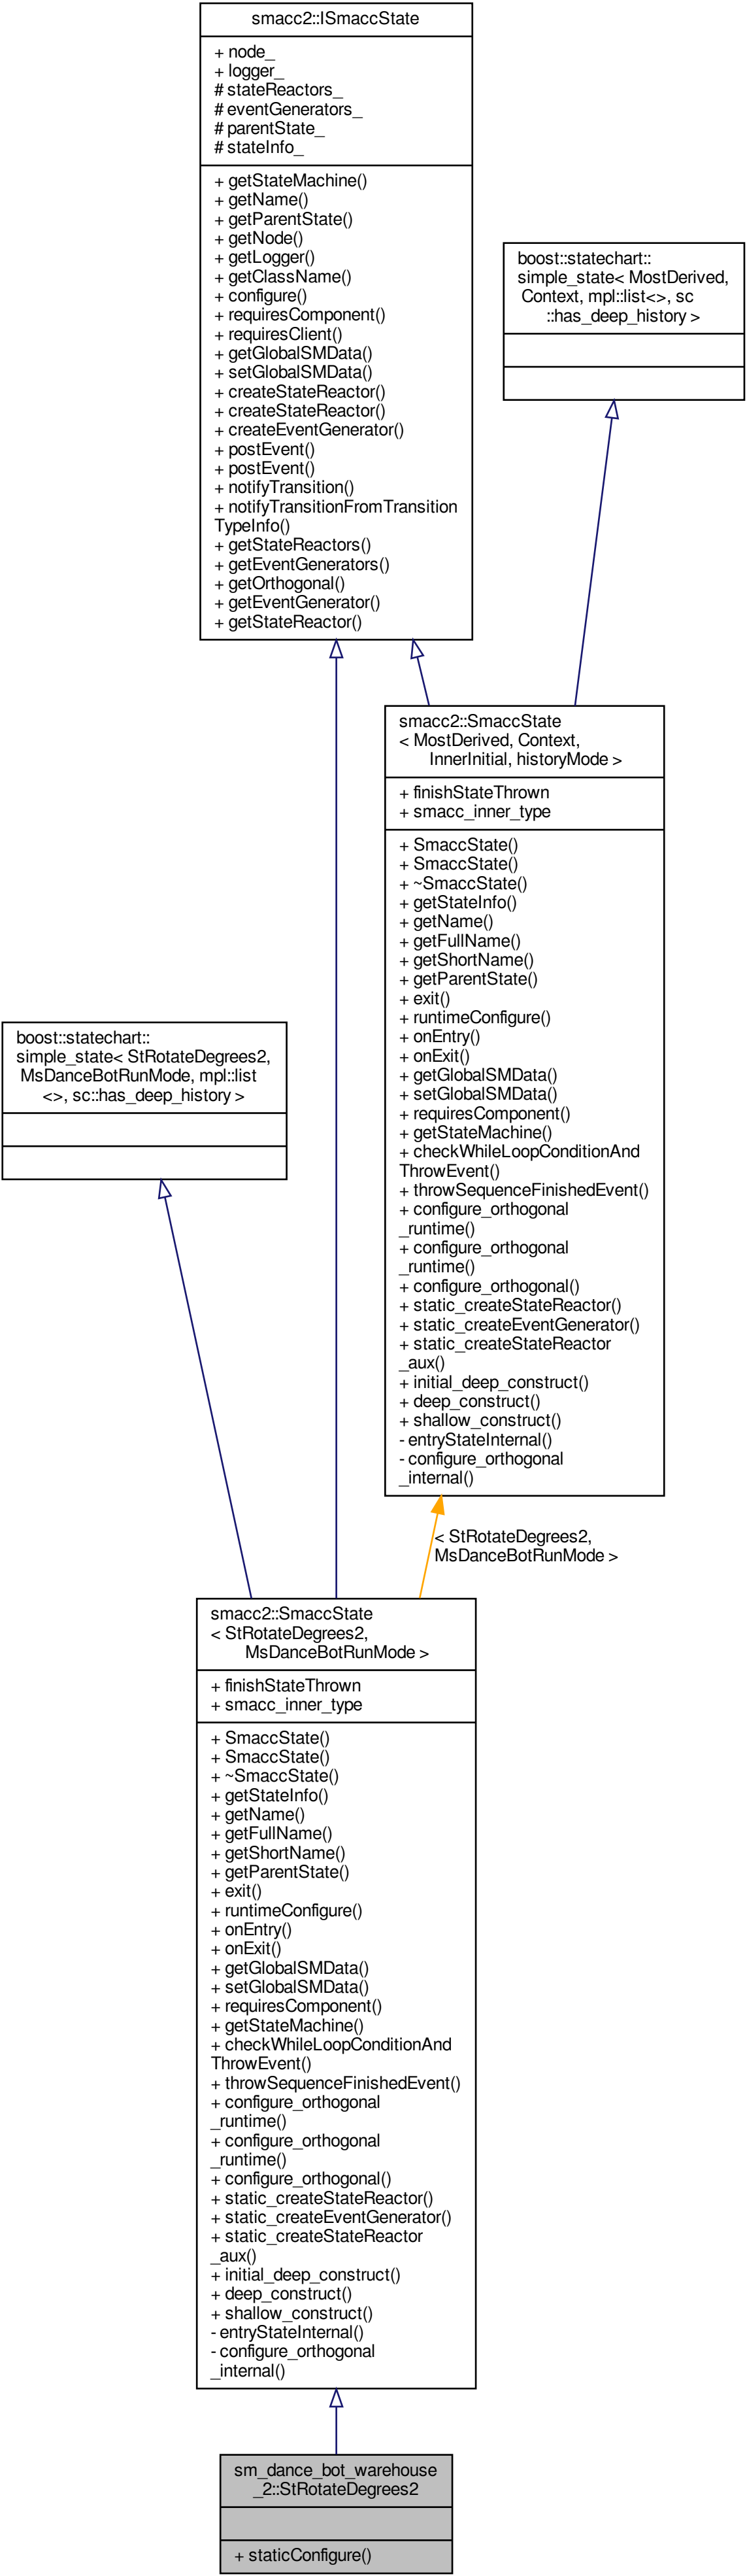 smacc2::ISmaccState
+ node_
+ logger_
# stateReactors_
# eventGenerators_
# parentState_
# stateInfo_
+ getStateMachine()
+ getName()
+ getParentState()
+ getNode()
+ getLogger()
+ getClassName()
+ configure()
+ requiresComponent()
+ requiresClient()
+ getGlobalSMData()
+ setGlobalSMData()
+ createStateReactor()
+ createStateReactor()
+ createEventGenerator()
+ postEvent()
+ postEvent()
+ notifyTransition()
+ notifyTransitionFromTransition
TypeInfo()
+ getStateReactors()
+ getEventGenerators()
+ getOrthogonal()
+ getEventGenerator()
+ getStateReactor()
boost::statechart::
simple_state< MostDerived,
Context, mpl::list<>, sc
::has_deep_history >
smacc2::SmaccState
< MostDerived, Context,
InnerInitial, historyMode >
+ finishStateThrown
+ smacc_inner_type
+ SmaccState()
+ SmaccState()
+ ~SmaccState()
+ getStateInfo()
+ getName()
+ getFullName()
+ getShortName()
+ getParentState()
+ exit()
+ runtimeConfigure()
+ onEntry()
+ onExit()
+ getGlobalSMData()
+ setGlobalSMData()
+ requiresComponent()
+ getStateMachine()
+ checkWhileLoopConditionAnd
ThrowEvent()
+ throwSequenceFinishedEvent()
+ configure_orthogonal
_runtime()
+ configure_orthogonal
_runtime()
+ configure_orthogonal()
+ static_createStateReactor()
+ static_createEventGenerator()
+ static_createStateReactor
_aux()
+ initial_deep_construct()
+ deep_construct()
+ shallow_construct()
- entryStateInternal()
- configure_orthogonal
_internal()
boost::statechart::
simple_state< StRotateDegrees2,
MsDanceBotRunMode, mpl::list
<>, sc::has_deep_history >
< StRotateDegrees2,
MsDanceBotRunMode >
smacc2::SmaccState
< StRotateDegrees2,
MsDanceBotRunMode >
+ finishStateThrown
+ smacc_inner_type
+ SmaccState()
+ SmaccState()
+ ~SmaccState()
+ getStateInfo()
+ getName()
+ getFullName()
+ getShortName()
+ getParentState()
+ exit()
+ runtimeConfigure()
+ onEntry()
+ onExit()
+ getGlobalSMData()
+ setGlobalSMData()
+ requiresComponent()
+ getStateMachine()
+ checkWhileLoopConditionAnd
ThrowEvent()
+ throwSequenceFinishedEvent()
+ configure_orthogonal
_runtime()
+ configure_orthogonal
_runtime()
+ configure_orthogonal()
+ static_createStateReactor()
+ static_createEventGenerator()
+ static_createStateReactor
_aux()
+ initial_deep_construct()
+ deep_construct()
+ shallow_construct()
- entryStateInternal()
- configure_orthogonal
_internal()
sm_dance_bot_warehouse
_2::StRotateDegrees2
+ staticConfigure()